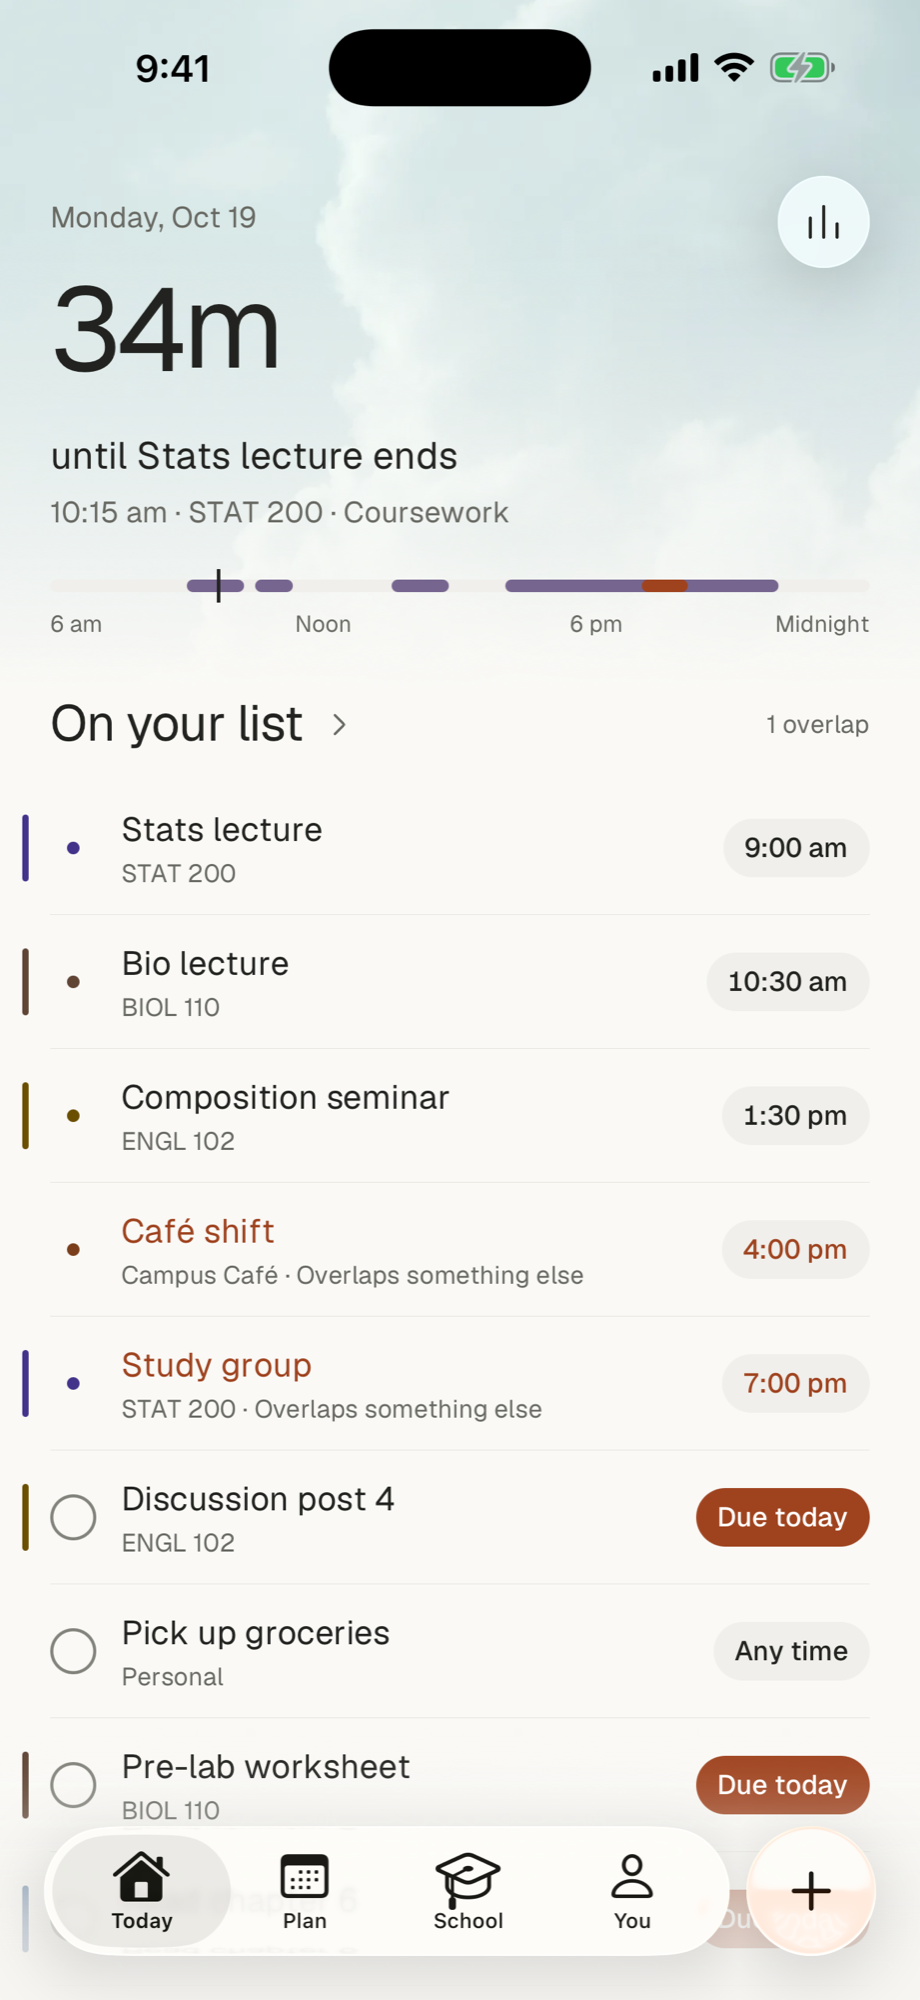 9:41
Monday, Oct 19
34m
until Stats lecture ends
10:15 am · STAT 200 · Coursework
6 am Noon 6 pm Midnight
On your list
1 overlap
Stats lecture
STAT 200
9:00 am
Bio lecture
BIOL 110
10:30 am
Composition seminar
ENGL 102
1:30 pm
Café shift
Campus Café · Overlaps something else
4:00 pm
Study group
STAT 200 · Overlaps something else
7:00 pm
Discussion post 4
ENGL 102
Due today
Pick up groceries
Personal
Any time
Pre-lab worksheet
BIOL 110
Due today
chapter 6
Today Plan School You